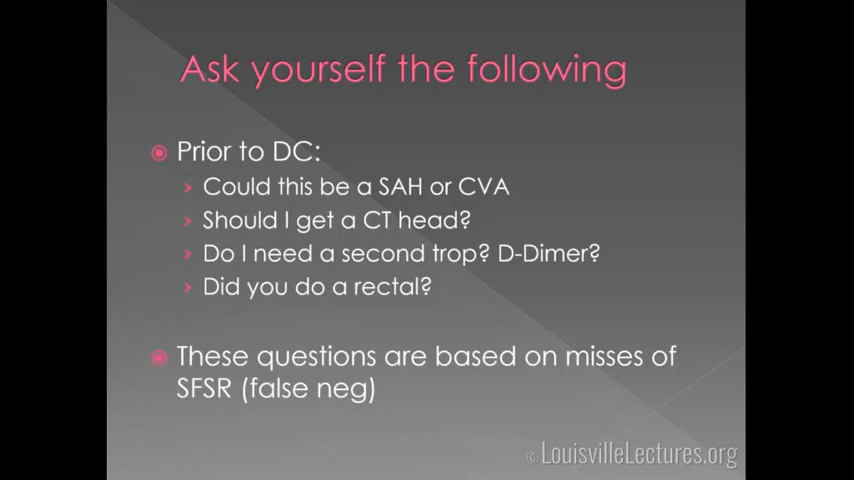 Ask yourself the following
Prior to DC:
Could this be a SAH or CVA
Should I get a CT head?
Do I need a second trop? D-Dimer?
Did you do a rectal?
These questions are based on misses of
SFSR (false neg)
© LouisvilleLectures.org